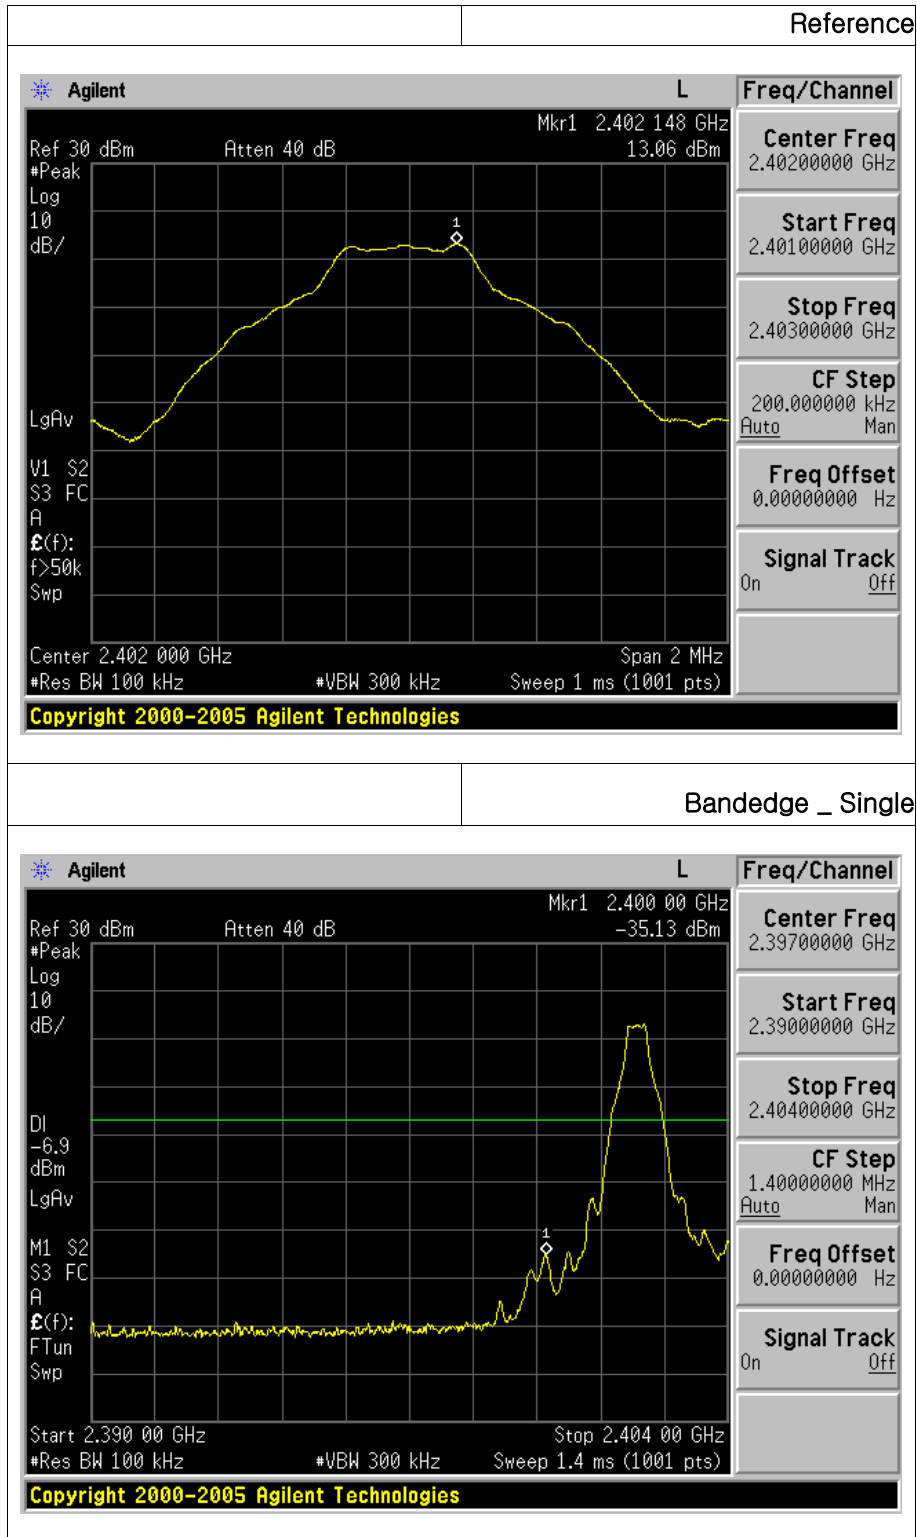 Reference
Agilent
L
Freq/Channel
Mkr1 2.402 148 GHz
Ref 30 dBm Atten 40 dB 13.06 dBm
#Peak
Log
10
dB/
1
LgAv
V1 S2
S3 FC
A
£(f):
f>50k
Swp
Center 2.402 000 GHz Span 2 MHz
#Res BW 100 kHz #VBW 300 kHz Sweep 1 ms (1001 pts)
Center Freq
2.40200000 GHz
Start Freq
2.40100000 GHz
Stop Freq
2.40300000 GHz
CF Step
200.000000 kHz
Auto Man
Freq Offset
0.00000000 Hz
Signal Track
On Off
Copyright 2000-2005 Agilent Technologies
Bandedge _ Single
Agilent
L
Freq/Channel
Mkr1 2.400 00 GHz
Ref 30 dBm Atten 40 dB -35.13 dBm
#Peak
Log
10
dB/
DI
-6.9
dBm
LgAv
1
M1 S2
S3 FC
A
£(f):
FTun
Swp
Start 2.390 00 GHz Stop 2.404 00 GHz
#Res BW 100 kHz #VBW 300 kHz Sweep 1.4 ms (1001 pts)
Center Freq
2.39700000 GHz
Start Freq
2.39000000 GHz
Stop Freq
2.40400000 GHz
CF Step
1.40000000 MHz
Auto Man
Freq Offset
0.00000000 Hz
Signal Track
On Off
Copyright 2000-2005 Agilent Technologies